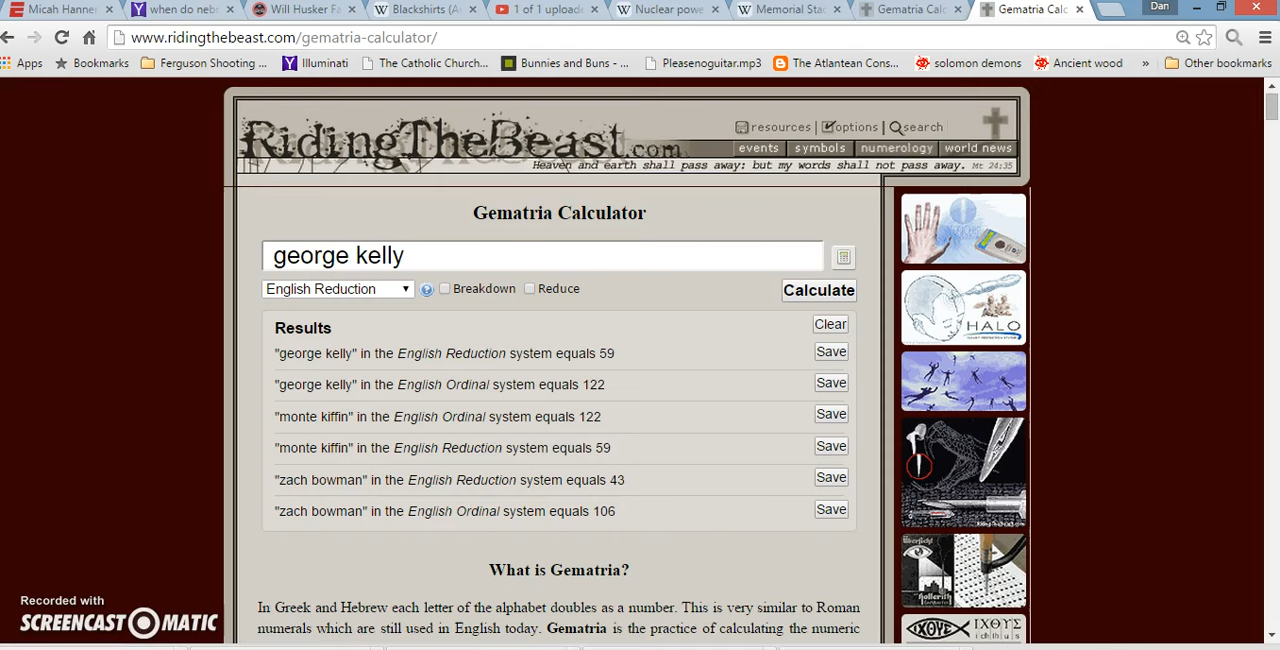 Micah Hanner
when do neb
Will Husker Fa
Blackshirts (A
1 of 1 uploade
Nuclear powe
Memorial Stad
Gematria Calc
Gematria Calc
Dan
www.ridingthebeast.com/gematria-calculator/
Apps
Bookmarks
Ferguson Shooting ...
Illuminati
The Catholic Church...
Bunnies and Buns - ...
Pleasenoguitar.mp3
The Atlantean Cons...
solomon demons
Ancient wood
»
Other bookmarks
RidingTheBeast.com
resources | options | search
events | symbols | numerology | world news
Heaven and earth shall pass away: but my words shall not pass away. Mt 24:35
Gematria Calculator
george kelly
English Reduction
Breakdown
Reduce
Calculate
Results
Clear
"george kelly" in the English Reduction system equals 59
Save
"george kelly" in the English Ordinal system equals 122
Save
"monte kiffin" in the English Ordinal system equals 122
Save
"monte kiffin" in the English Reduction system equals 59
Save
"zach bowman" in the English Reduction system equals 43
Save
"zach bowman" in the English Ordinal system equals 106
Save
What is Gematria?
In Greek and Hebrew each letter of the alphabet doubles as a number. This is very similar to Roman
numerals which are still used in English today. Gematria is the practice of calculating the numeric
HALO
ΙΧΘΥΣ
Recorded with
SCREENCAST-O-MATIC